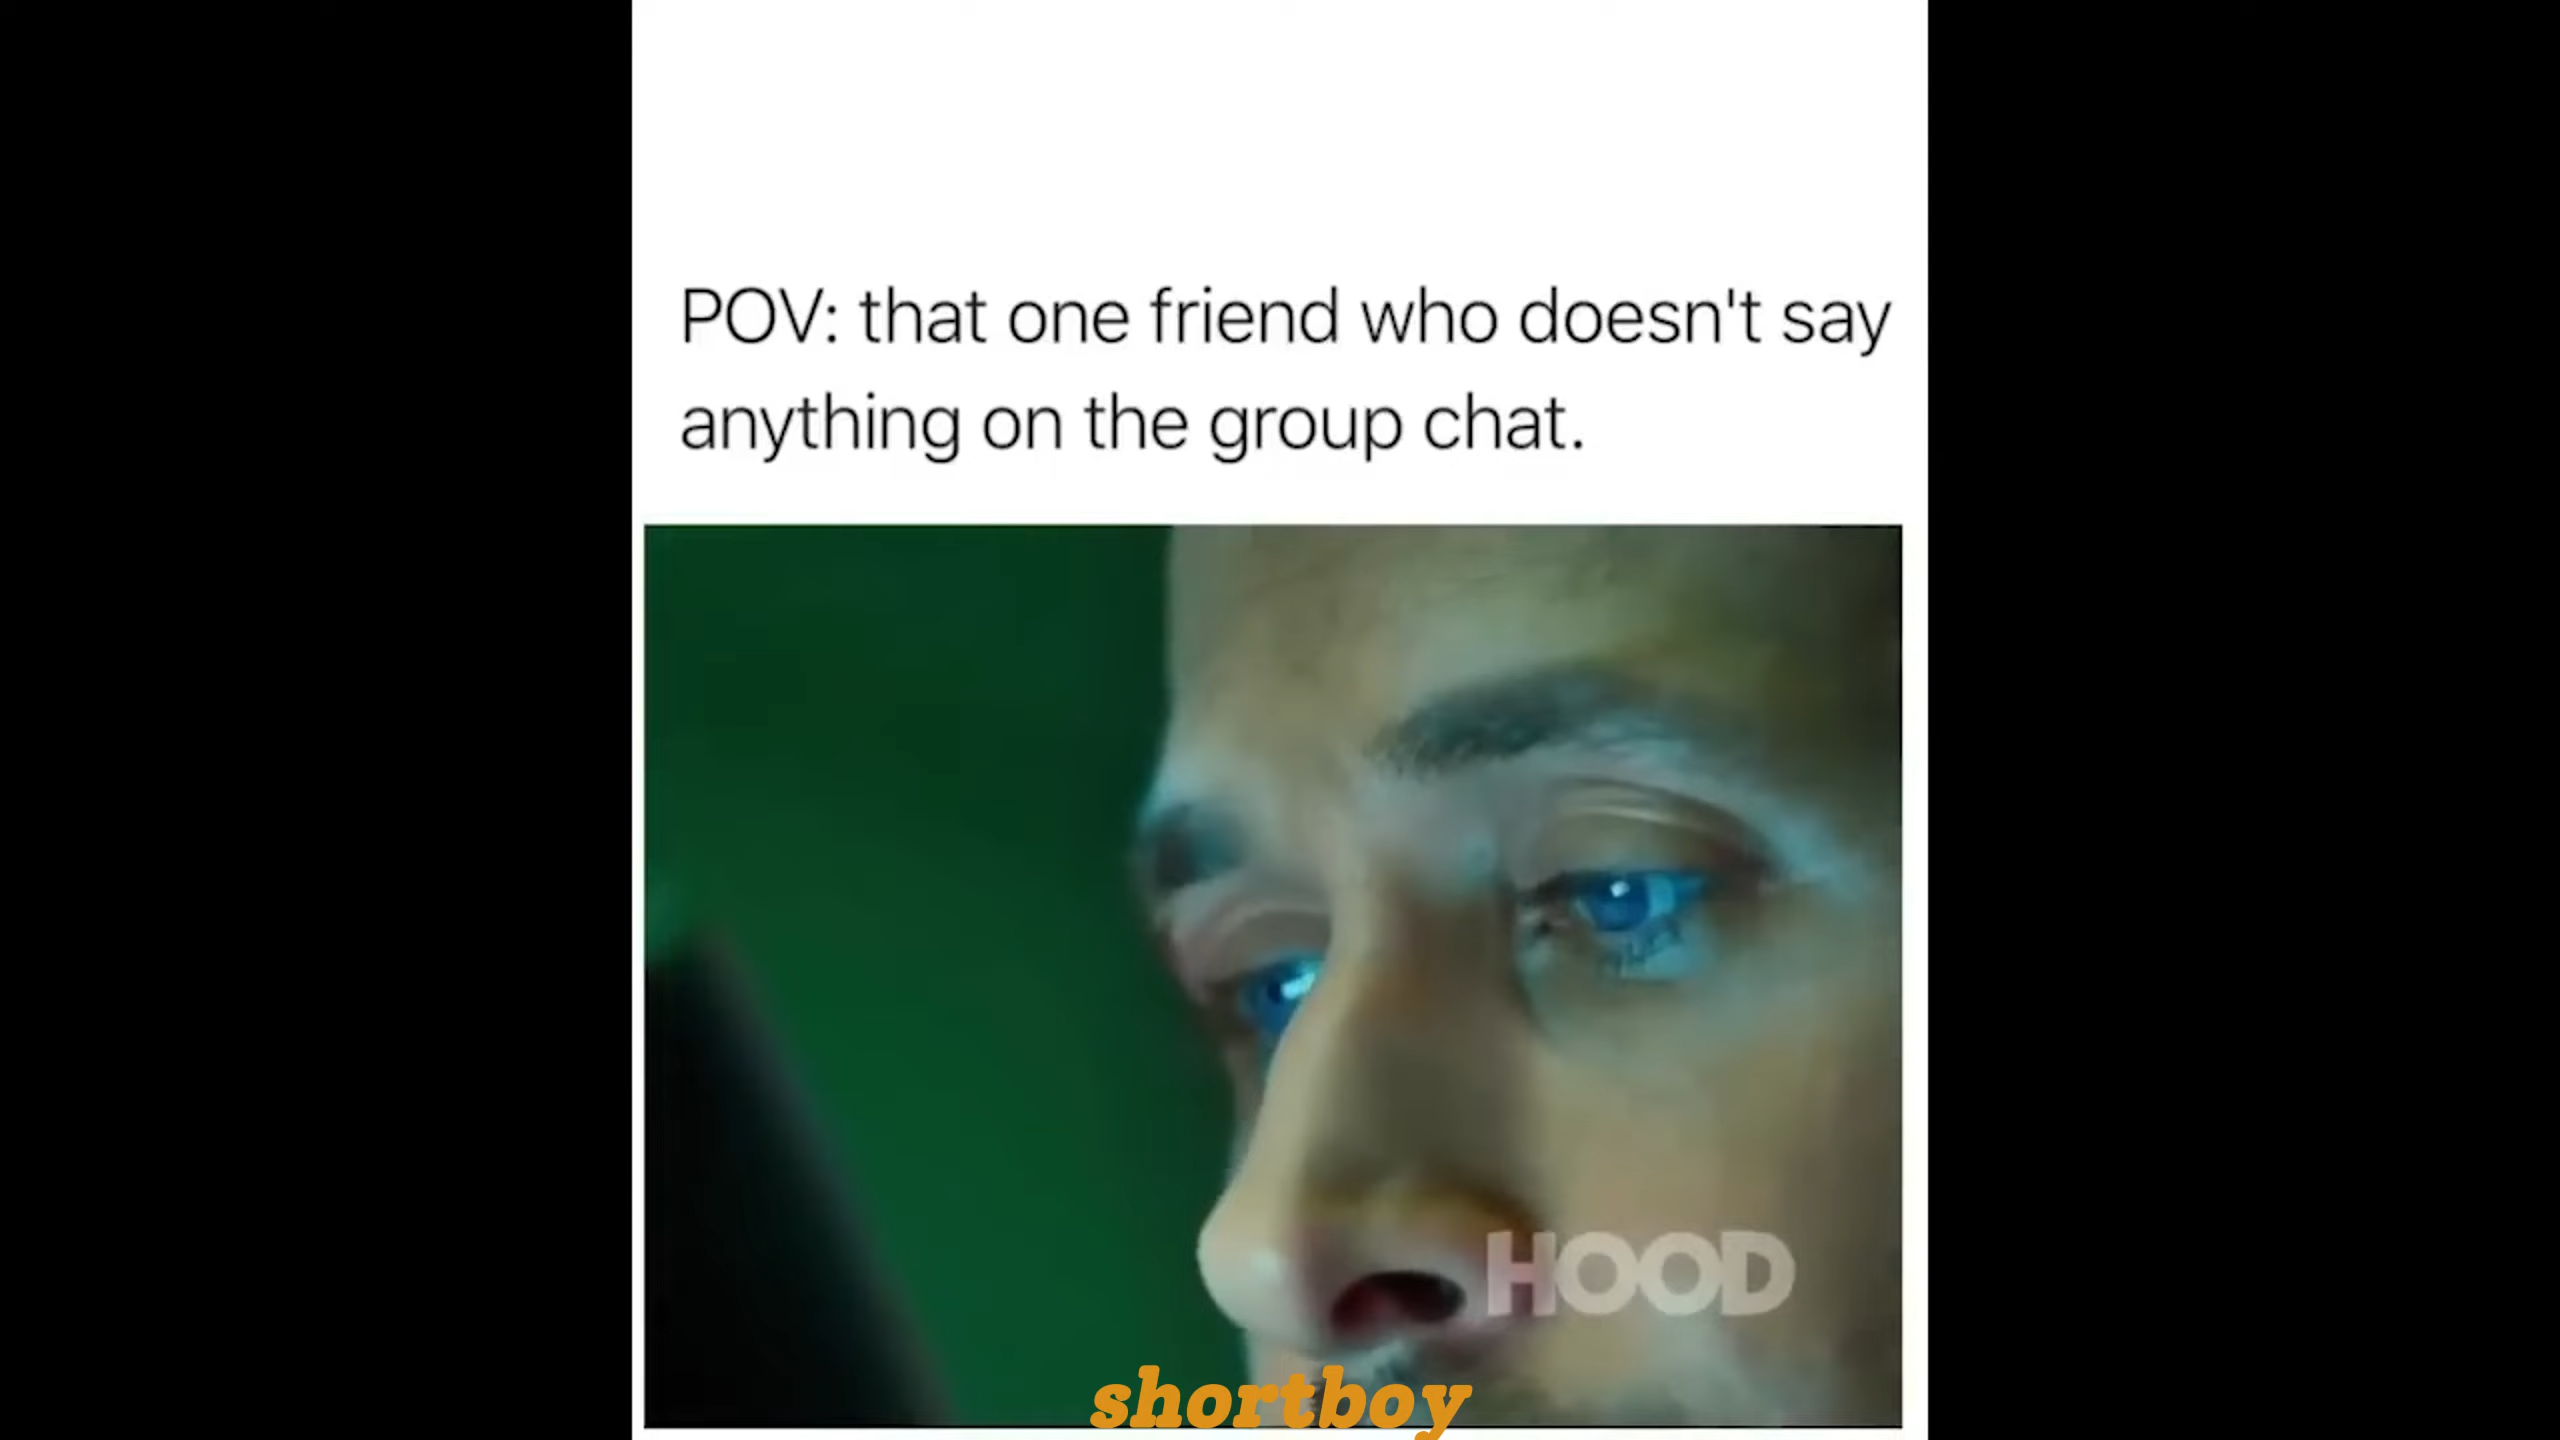 POV: that one friend who doesn't say
anything on the group chat.
HOOD
shortboy